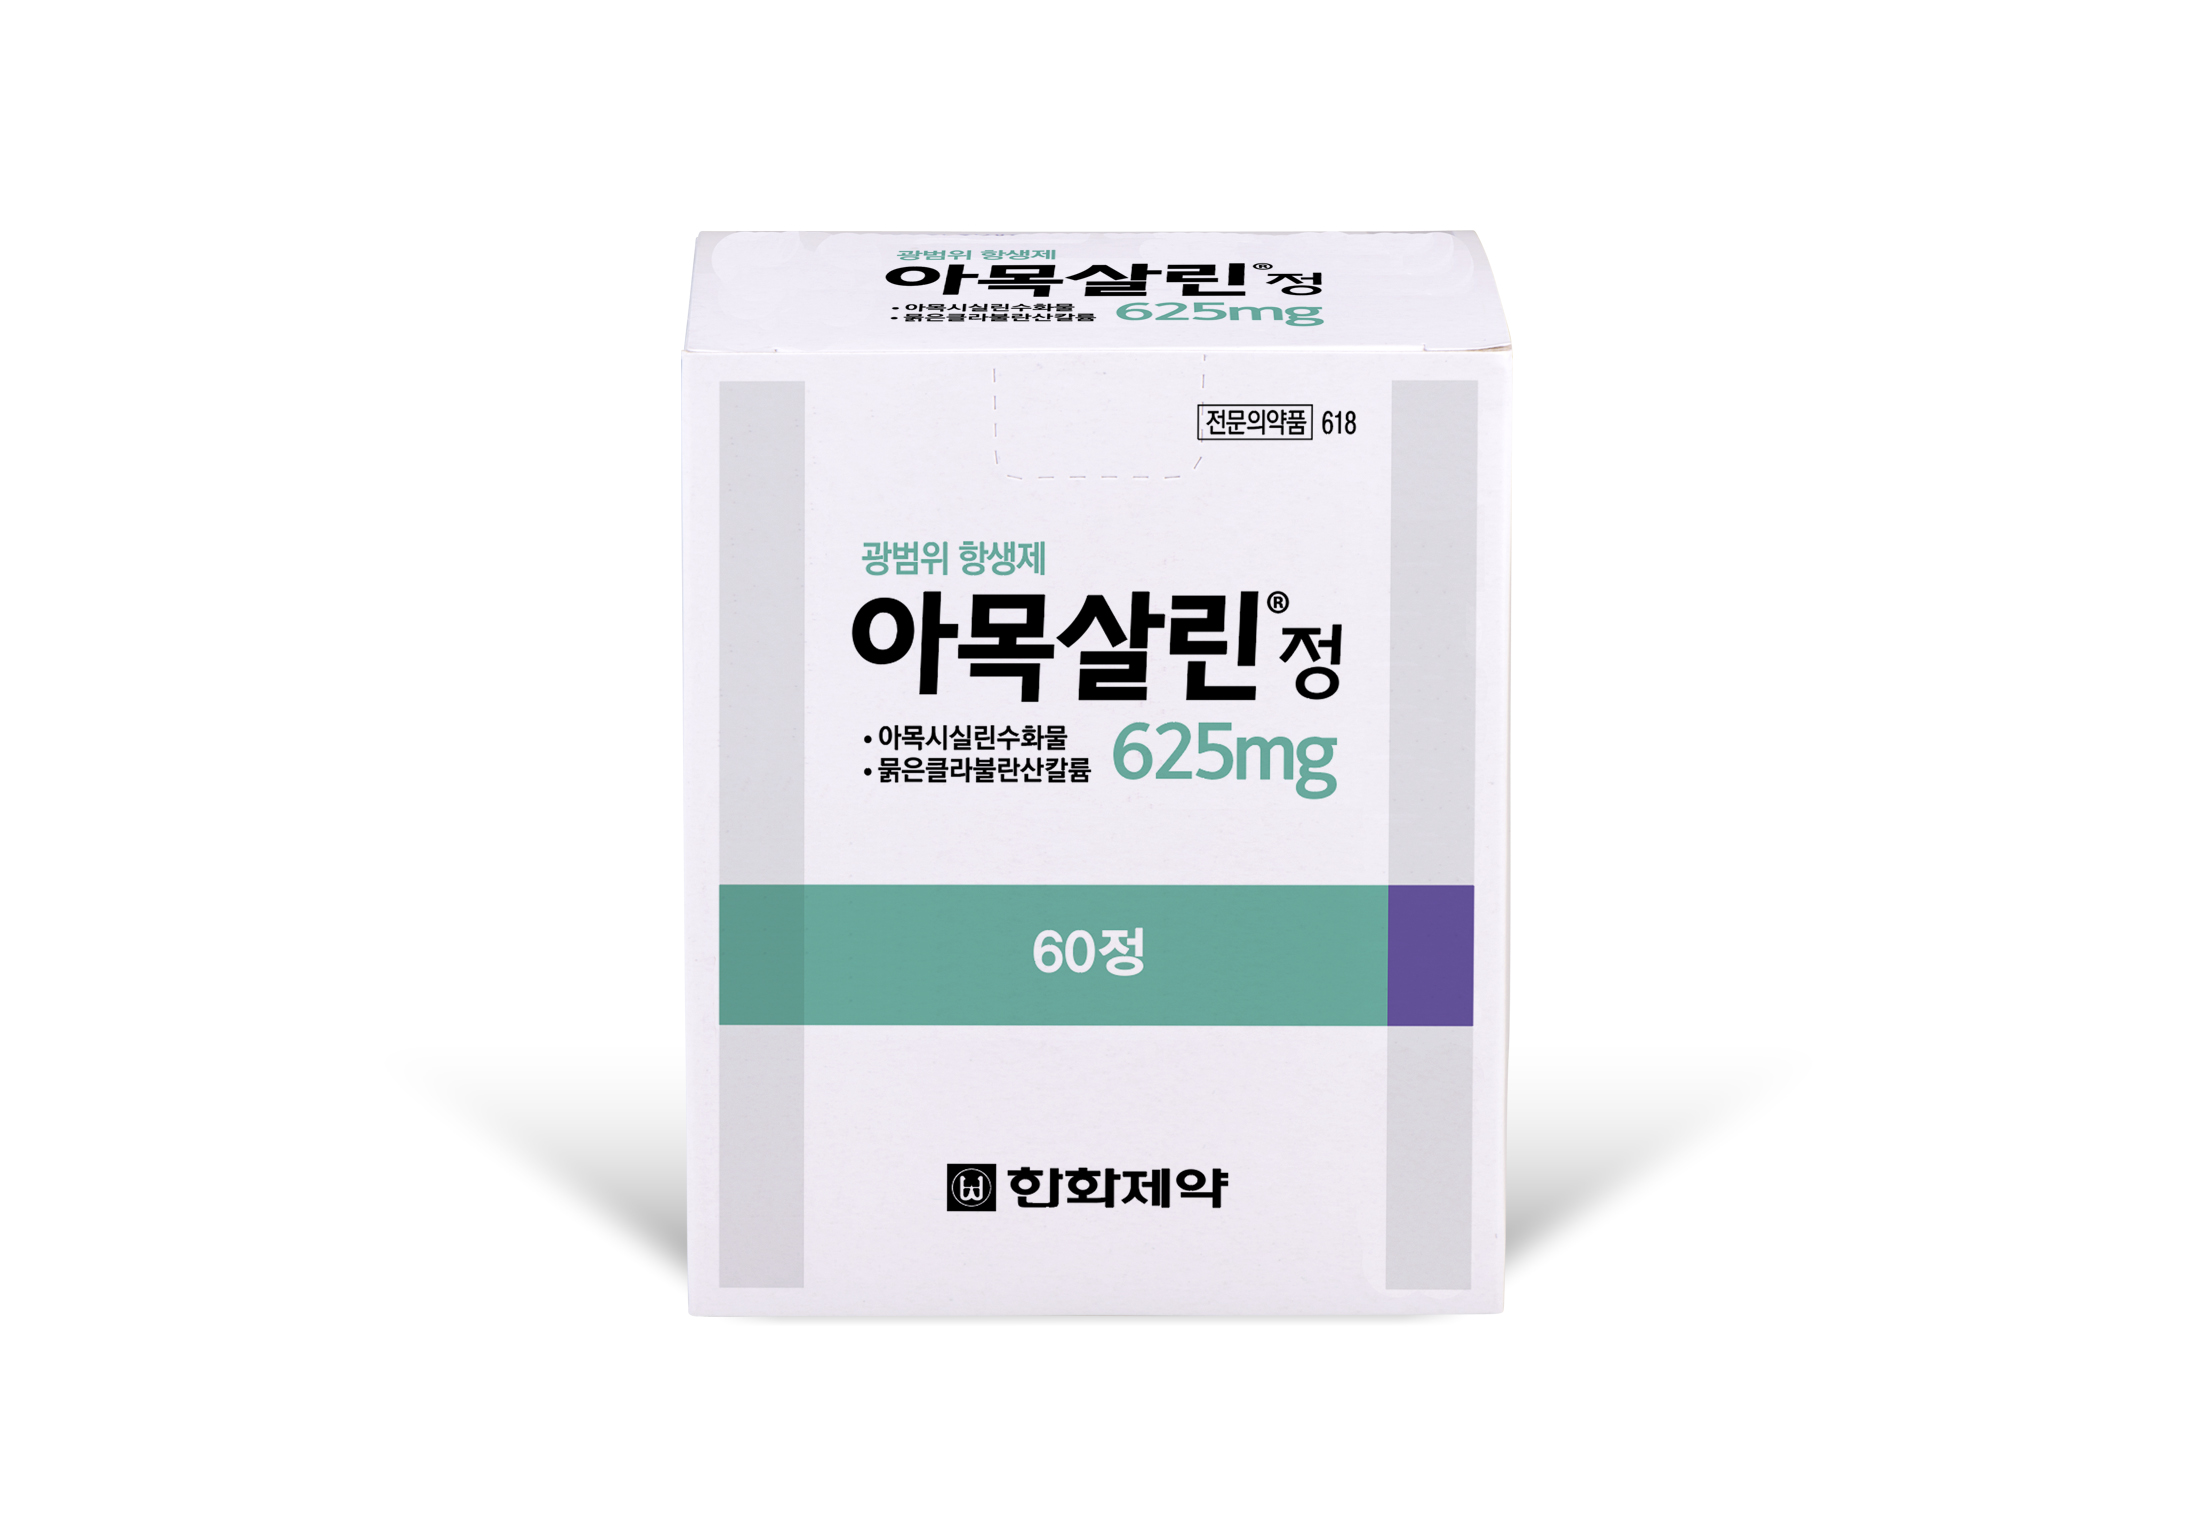 광범위 항생제
아목살린® 정
• 아목시실린수화물
• 묽은클라불란산칼륨 625mg
전문의약품 618
광범위 항생제
아목살린® 정
• 아목시실린수화물
• 묽은클라불란산칼륨 625mg
60정
한화제약